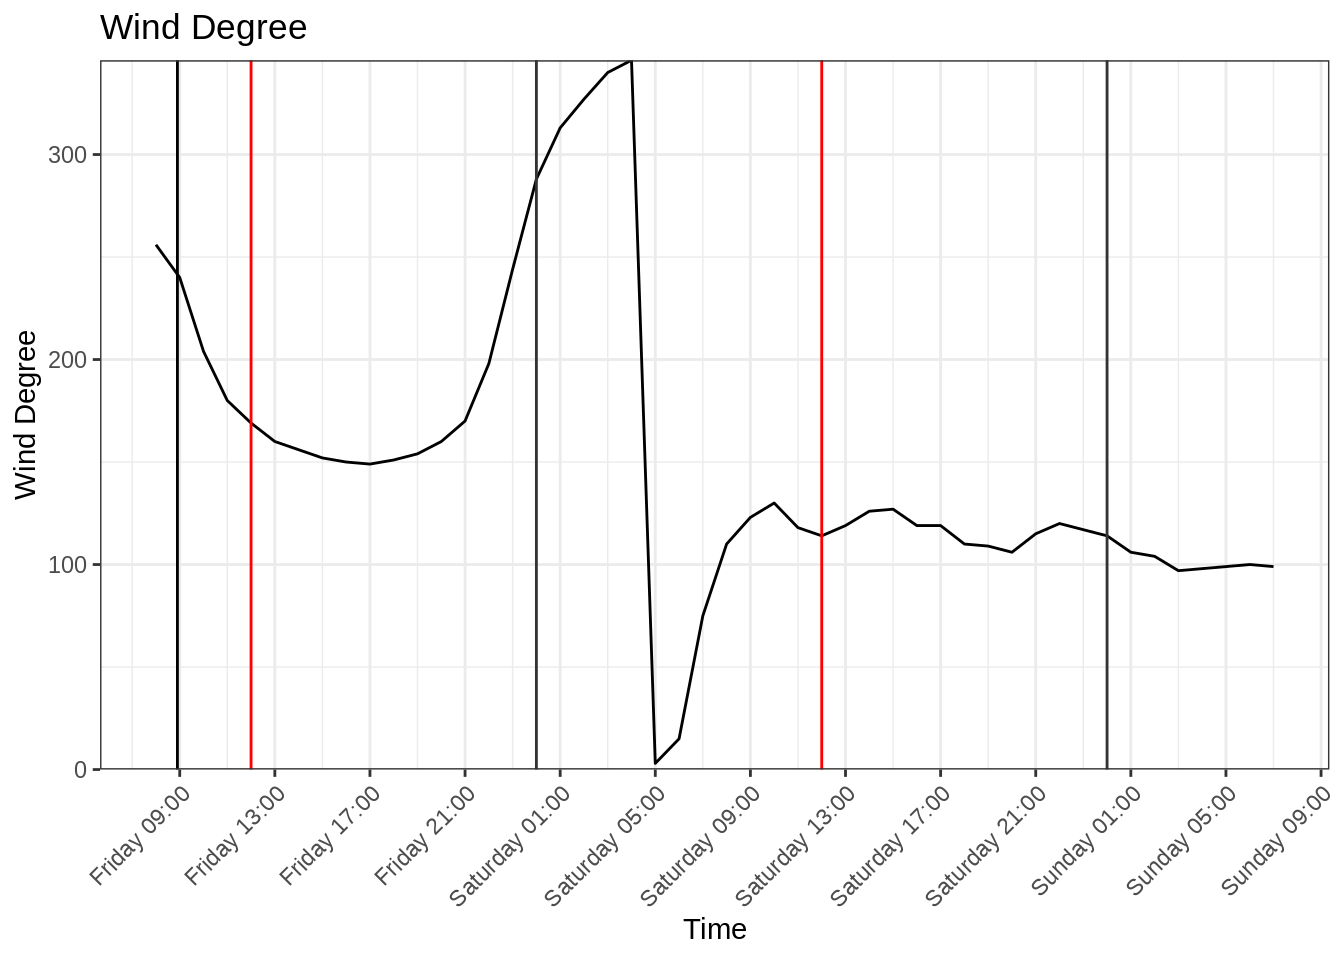 Wind Degree
Wind Degree
300
200
100
0
Friday 09:00
Friday 13:00
Friday 17:00
Friday 21:00
Saturday 01:00
Saturday 05:00
Saturday 09:00
Saturday 13:00
Saturday 17:00
Saturday 21:00
Sunday 01:00
Sunday 05:00
Sunday 09:00
Time